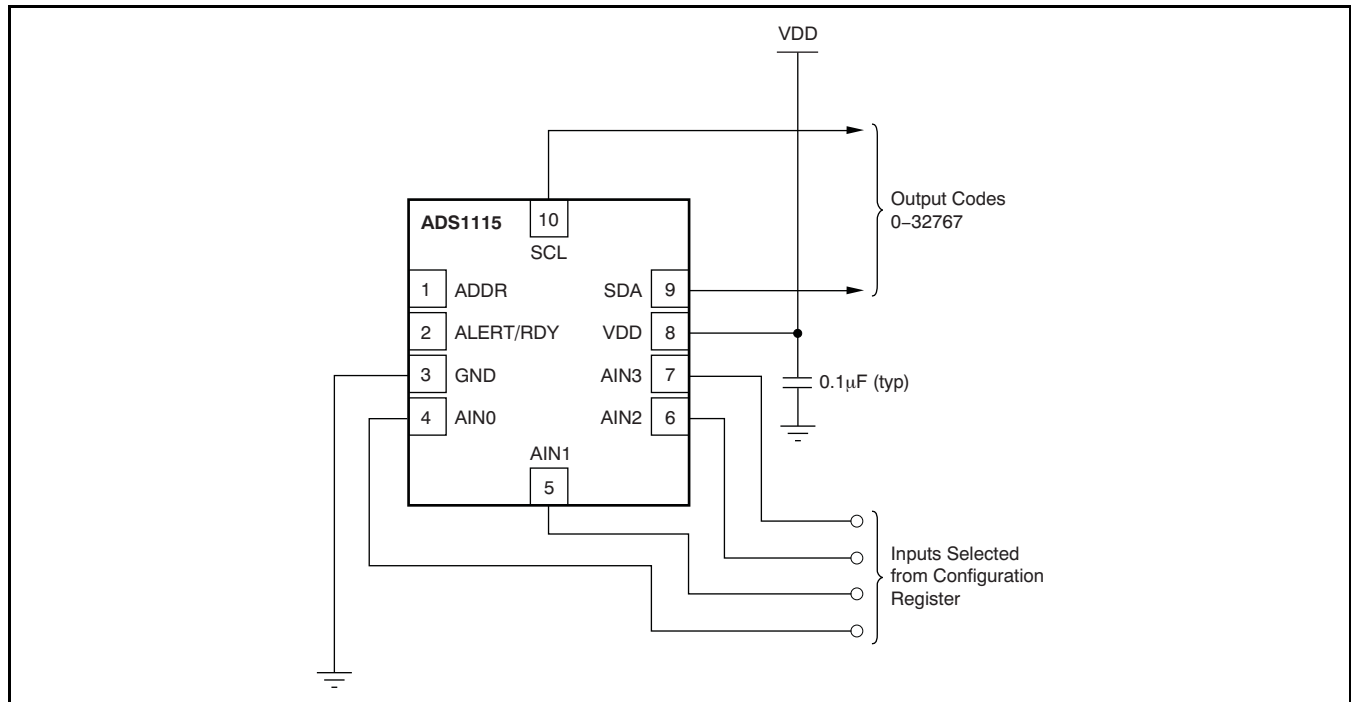 VDD
Output Codes
0–32767
ADS1115
10
SCL
1 ADDR
SDA 9
2 ALERT/RDY
VDD 8
3 GND
AIN3 7
0.1μF (typ)
4 AIN0
AIN2 6
AIN1
5
Inputs Selected
from Configuration
Register